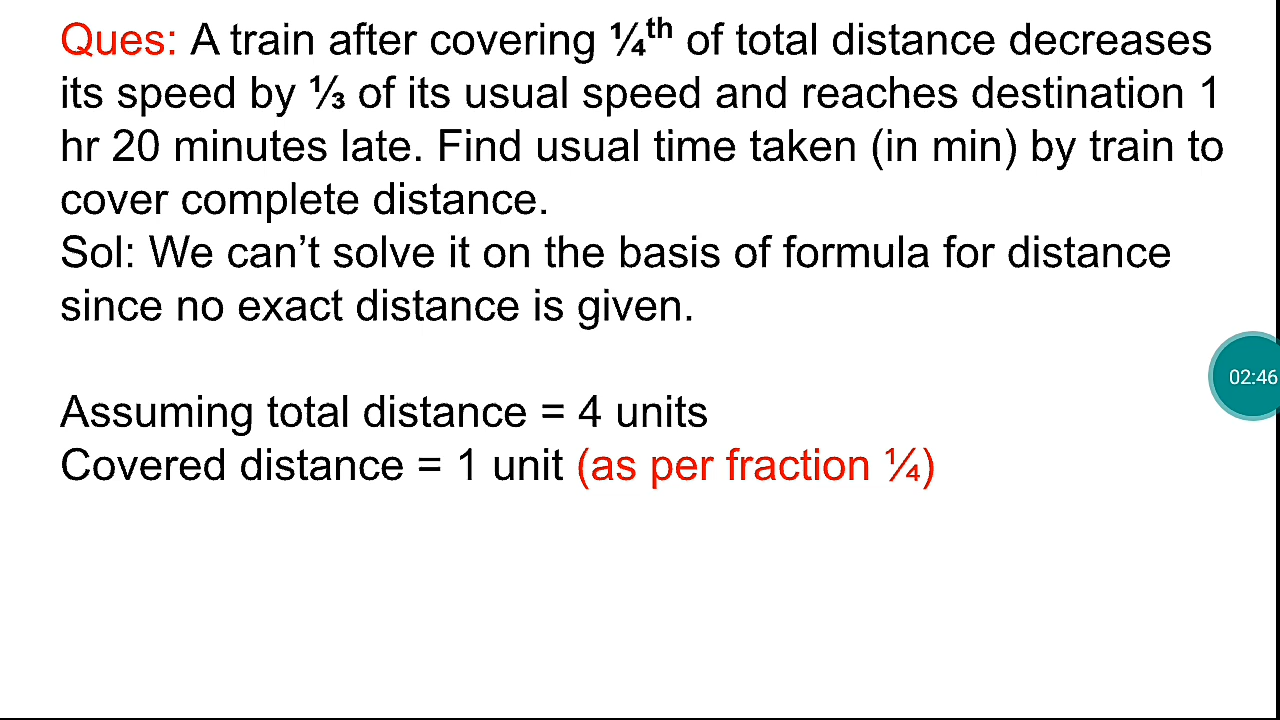 Ques: A train after covering ¼th of total distance decreases
its speed by ⅓ of its usual speed and reaches destination 1
hr 20 minutes late. Find usual time taken (in min) by train to
cover complete distance.
Sol: We can’t solve it on the basis of formula for distance
since no exact distance is given.
02:46
Assuming total distance = 4 units
Covered distance = 1 unit (as per fraction ¼)